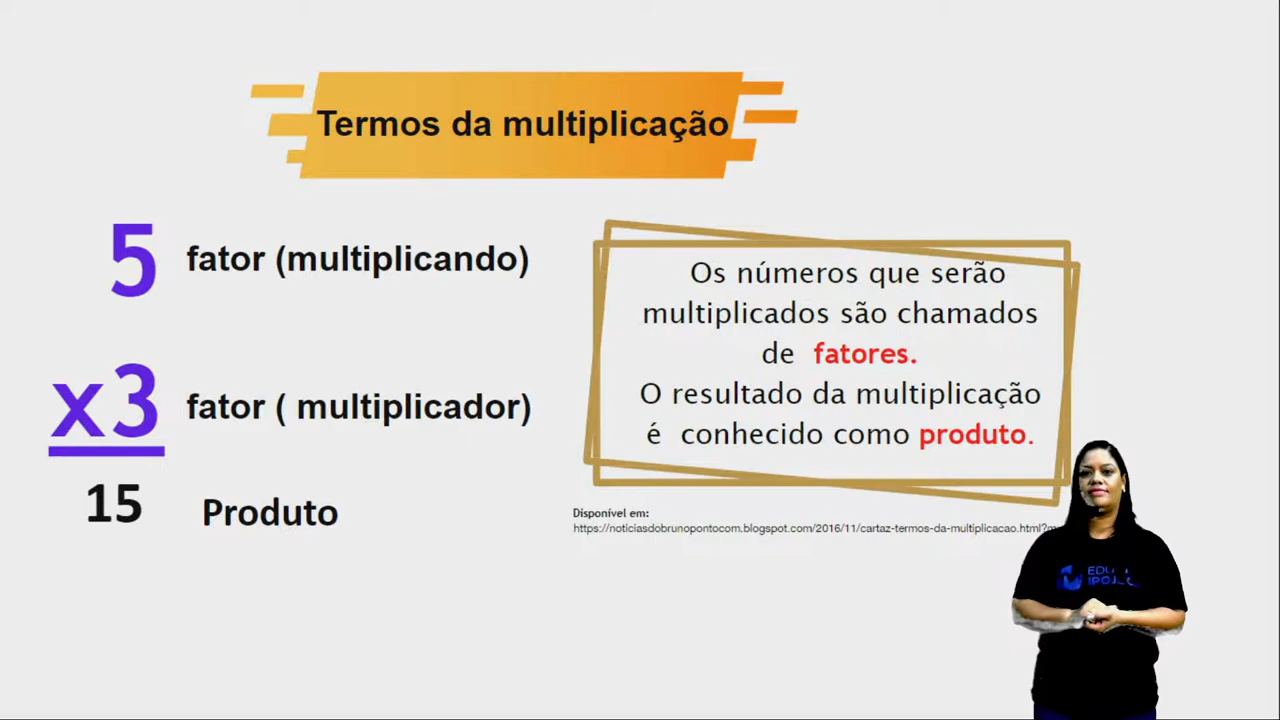 Termos da multiplicação
5 fator (multiplicando)
x3 fator ( multiplicador)
15 Produto
Os números que serão
multiplicados são chamados
de fatores.
O resultado da multiplicação
é conhecido como produto.
Disponível em:
https://noticiasdobrunopontocom.blogspot.com/2016/11/cartaz-termos-da-multiplicacao.html?m